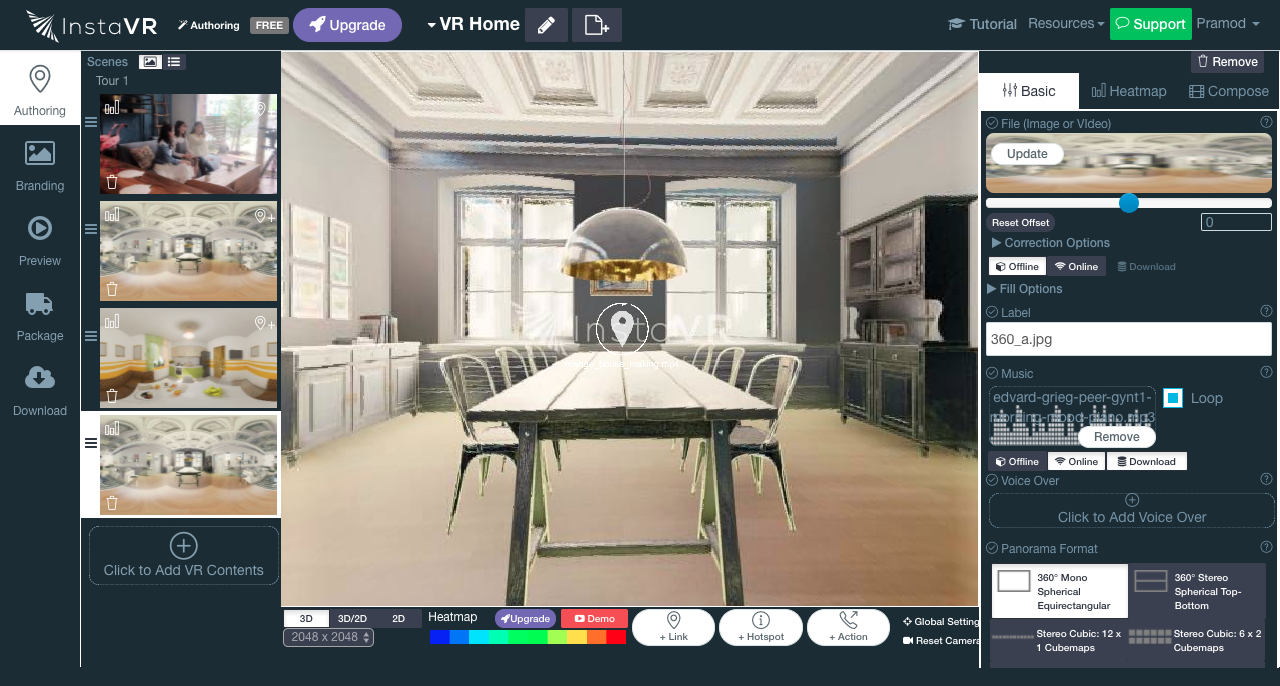 InstaVR
Authoring
FREE
Upgrade
VR Home
Tutorial
Resources
Support
Pramod
Authoring
Branding
Preview
Package
Download
Scenes
Tour 1
Click to Add VR Contents
InstaVR
3D
3D/2D
2D
2048 x 2048
Heatmap
Upgrade
Demo
+ Link
+ Hotspot
+ Action
Global Setting
Reset Camera
Remove
Basic
Heatmap
Compose
File (Image or VIdeo)
Update
Reset Offset
0
Correction Options
Offline
Online
Download
Fill Options
Label
360_a.jpg
Music
edvard-grieg-peer-gynt1-
morning-mood-piano.mp3
Loop
Remove
Offline
Online
Download
Voice Over
Click to Add Voice Over
Panorama Format
360° Mono
Spherical
Equirectangular
360° Stereo
Spherical Top-
Bottom
Stereo Cubic: 12 x
1 Cubemaps
Stereo Cubic: 6 x 2
Cubemaps